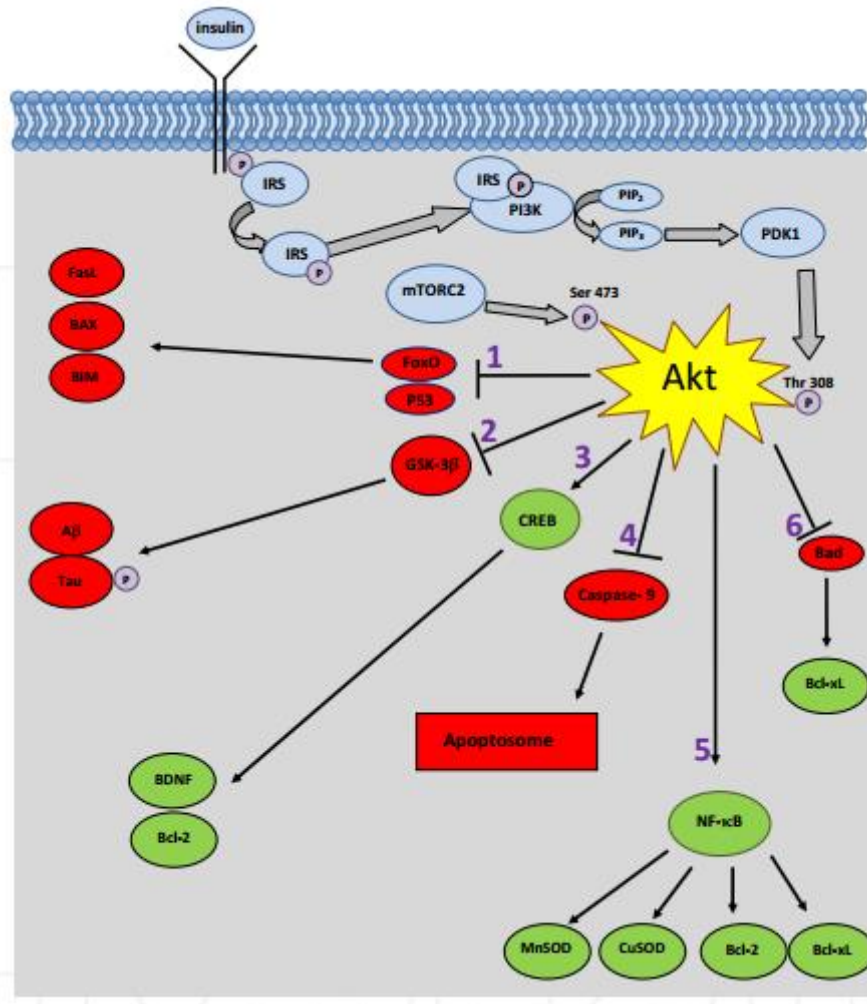 insulin
P
IRS
IRS
P
IRS
P
PI3K
PIP₂
PIP₃
PDK1
mTORC2
Ser 473
P
Akt
Thr 308
P
FasL
BAX
BIM
FoxO
P53
1
2
GSK-3β
3
CREB
4
Caspase- 9
6
Bad
Aβ
Tau
P
Bcl-xL
Apoptosome
5
BDNF
Bcl-2
NF-κB
MnSOD
CuSOD
Bcl-2
Bcl-xL